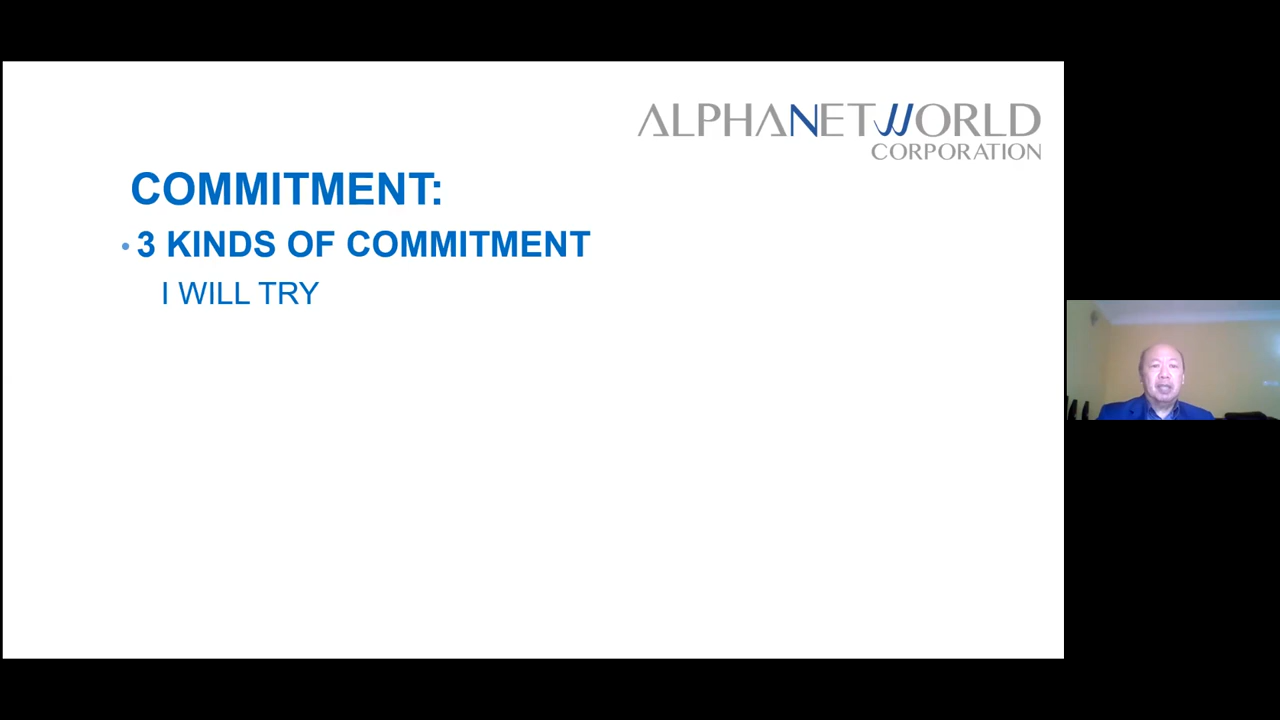 ALPHANETWORLD
CORPORATION
COMMITMENT:
• 3 KINDS OF COMMITMENT
I WILL TRY